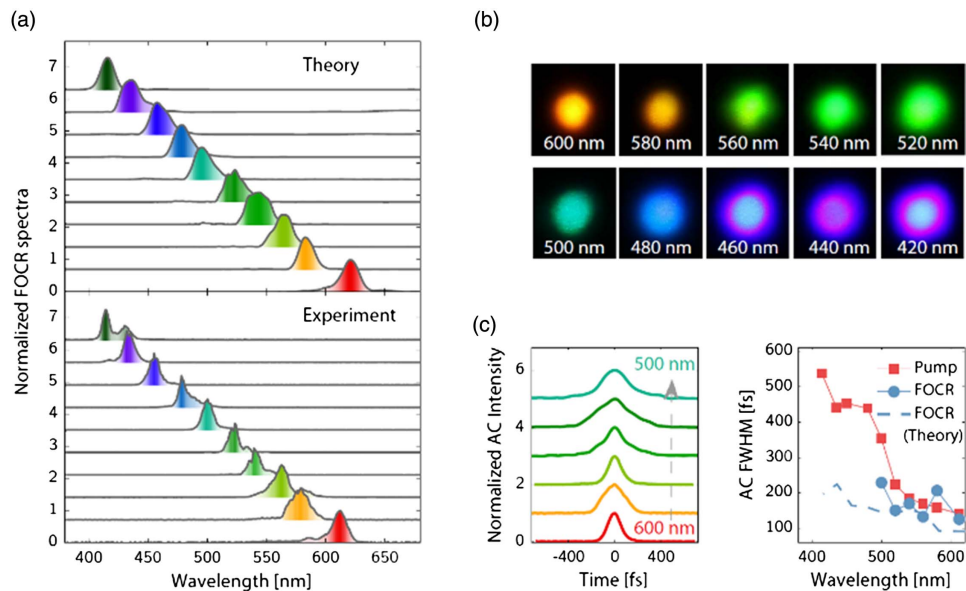 (a)
Normalized FOCR spectra
Theory
7
6
5
4
3
2
1
0
Experiment
7
6
5
4
3
2
1
0
400 450 500 550 600 650
Wavelength [nm]
(b)
600 nm 580 nm 560 nm 540 nm 520 nm
500 nm 480 nm 460 nm 440 nm 420 nm
(c)
Normalized AC Intensity
6
4
2
0
500 nm
600 nm
-400 0 400
Time [fs]
AC FWHM [fs]
600
500
400
300
200
100
Pump
FOCR
FOCR
(Theory)
400 500 600
Wavelength [nm]